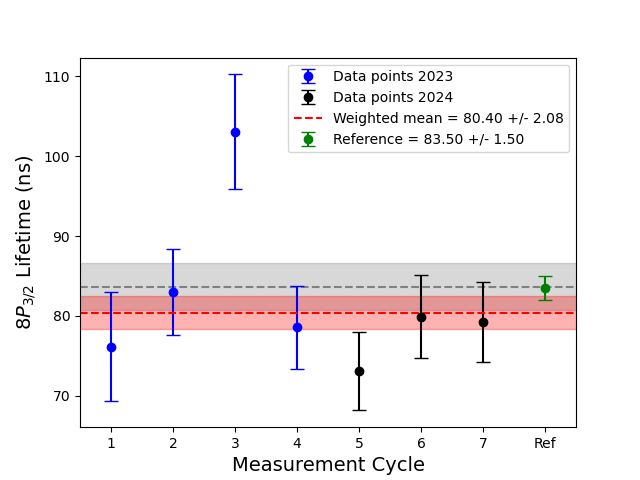 Data points 2023
Data points 2024
Weighted mean = 80.40 +/- 2.08
Reference = 83.50 +/- 1.50
110
100
90
80
70
8P3/2 Lifetime (ns)
1 2 3 4 5 6 7 Ref
Measurement Cycle